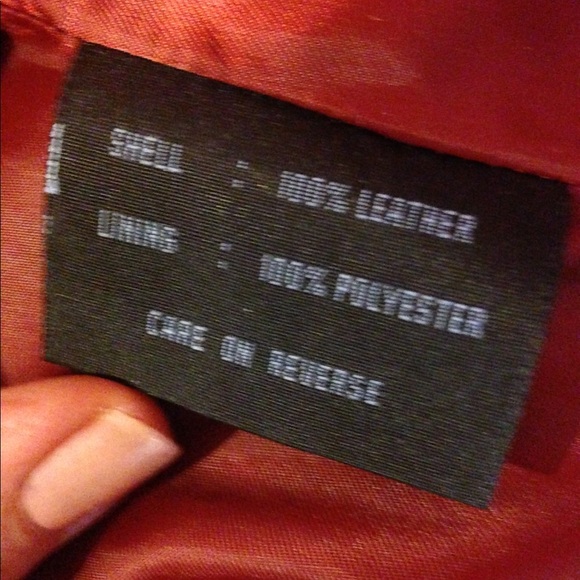 SHELL : 100% LEATHER
LINING : 100% POLYESTER
CARE ON REVERSE